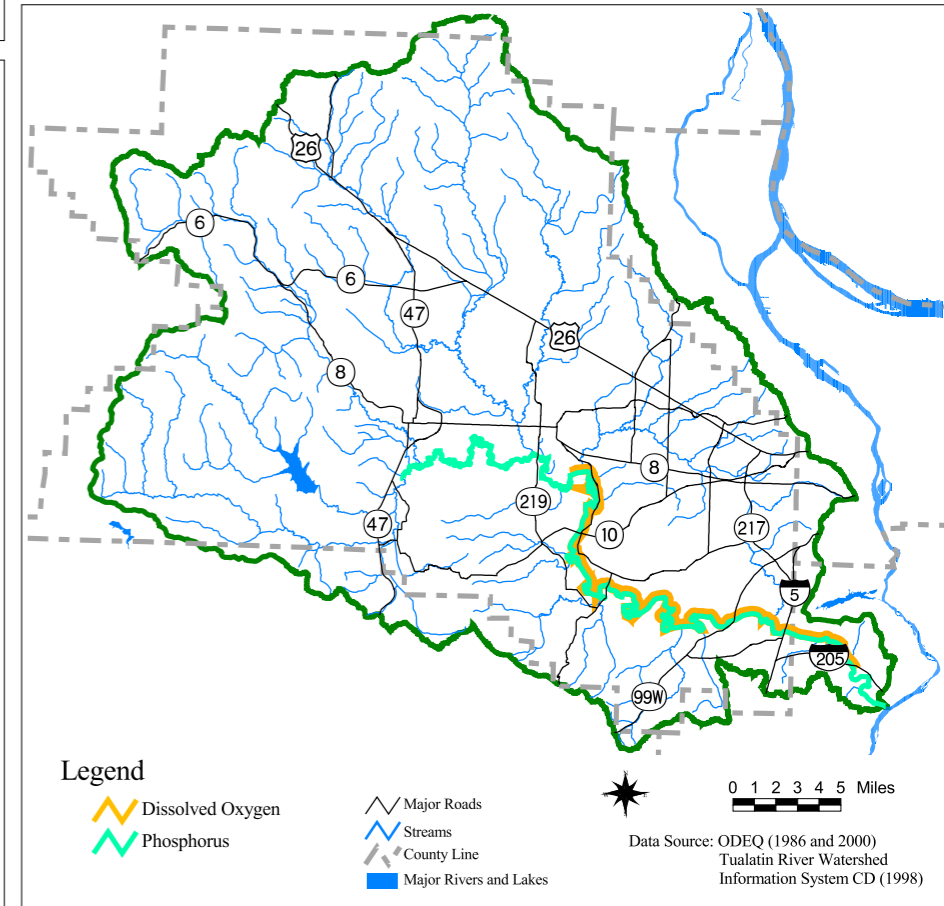 26
6
6
47
26
8
8
219
47
10
217
5
205
99W
Legend
Dissolved Oxygen
Phosphorus
Major Roads
Streams
County Line
Major Rivers and Lakes
0 1 2 3 4 5 Miles
Data Source: ODEQ (1986 and 2000)
Tualatin River Watershed
Information System CD (1998)